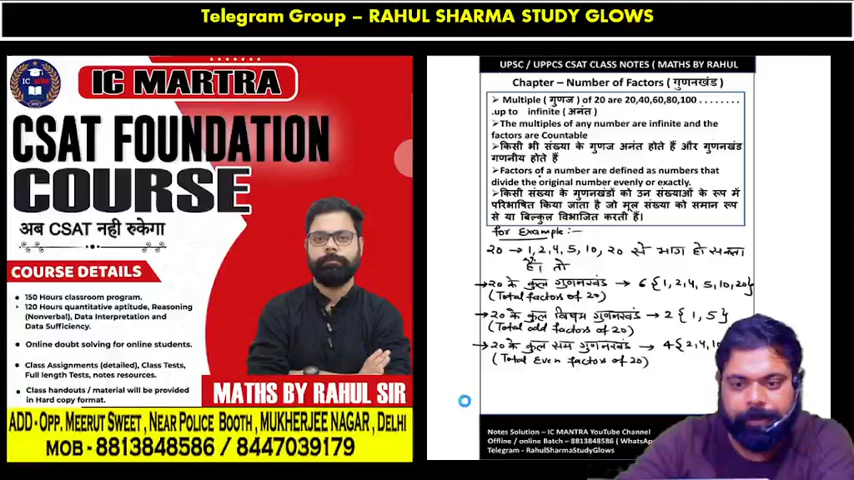 Telegram Group – RAHUL SHARMA STUDY GLOWS
IC MARTRA
CSAT FOUNDATION
COURSE
अब CSAT नही रुकेगा
COURSE DETAILS
150 Hours classroom program.
120 Hours quantitative aptitude, Reasoning
(Nonverbal), Data Interpretation and
Data Sufficiency.
Online doubt solving for online students.
Class Assignments (detailed), Class Tests,
Full length Tests, notes resources.
Class handouts / material will be provided
in Hard copy format.
MATHS BY RAHUL SIR
ADD - OPP. MEERUT SWEET , NEAR POLICE BOOTH , MUKHERJEE NAGAR , DELHI
MOB - 8813848586 / 8447039179
UPSC / UPPCS CSAT CLASS NOTES ( MATHS BY RAHUL
Chapter – Number of Factors ( गुणनखंड )
➢ Multiple ( गुणज ) of 20 are 20,40,60,80,100 . . . . . . . .
.up to infinite ( अनंत )
➢ The multiples of any number are infinite and the
factors are Countable
➢ किसी भी संख्या के गुणज अनंत होते हैं और गुणनखंड
गणनीय होते हैं
➢ Factors of a number are defined as numbers that
divide the original number evenly or exactly.
➢ किसी संख्या के गुणनखंडों को उन संख्याओं के रूप में
परिभाषित किया जाता है जो मूल संख्या को समान रूप
से या बिल्कुल विभाजित करती हैं।
for Example:-
20 → 1, 2, 4, 5, 10, 20 से भाग हो सकता
है। तो
→ 20 के कुल गुणनखंड → 6 {1, 2, 4, 5, 10, 20}
(Total factors of 20)
→ 20 के कुल विषम गुणनखंड → 2 {1, 5}
(Total odd factors of 20)
→ 20 के कुल सम गुणनखंड → 4 {2, 4, 10
(Total Even factors of 20)
Notes Solution – IC MANTRA YouTube Channel
Offline / online Batch – 8813848586 ( WhatsAp
Telegram - RahulSharmaStudyGlows